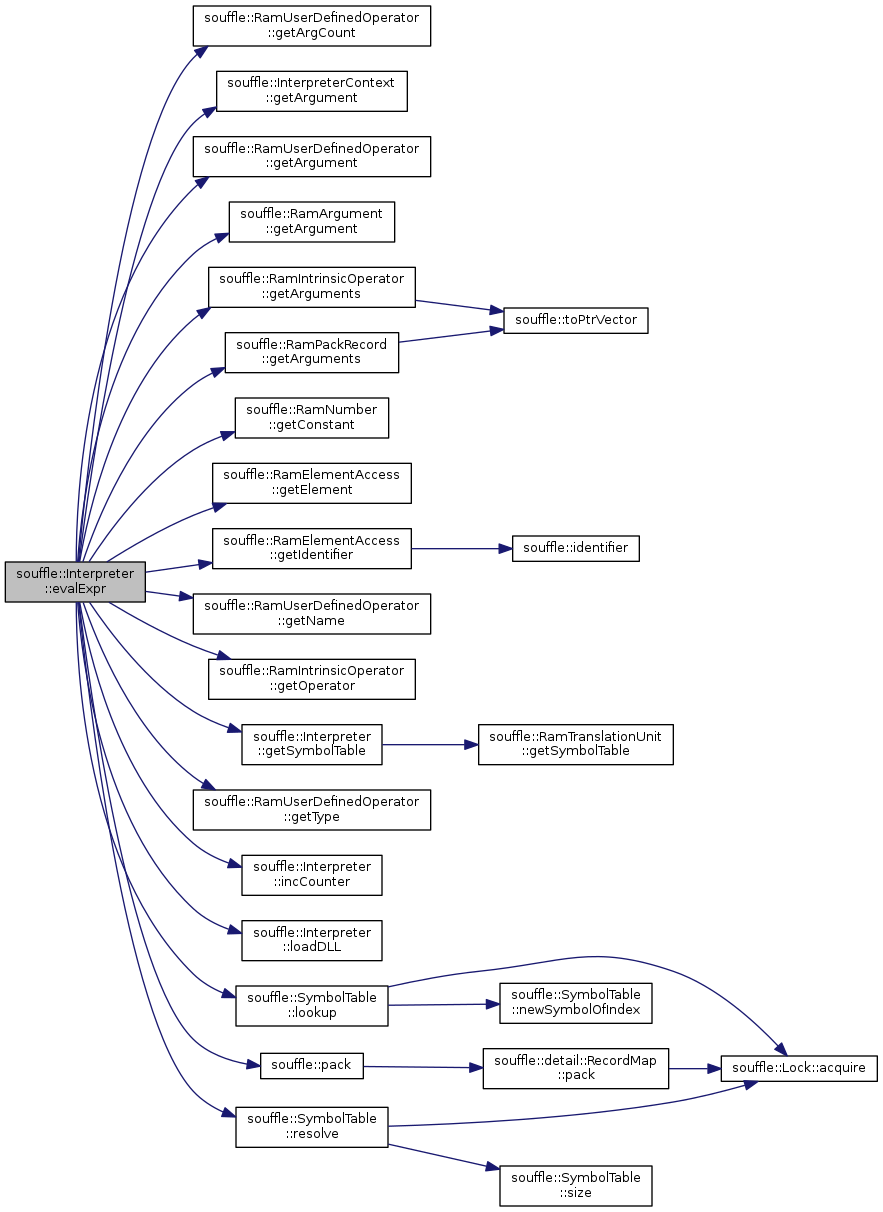 souffle::RamUserDefinedOperator
::getArgCount
souffle::InterpreterContext
::getArgument
souffle::RamUserDefinedOperator
::getArgument
souffle::RamArgument
::getArgument
souffle::RamIntrinsicOperator
::getArguments
souffle::toPtrVector
souffle::RamPackRecord
::getArguments
souffle::RamNumber
::getConstant
souffle::RamElementAccess
::getElement
souffle::RamElementAccess
::getIdentifier
souffle::identifier
souffle::Interpreter
::evalExpr
souffle::RamUserDefinedOperator
::getName
souffle::RamIntrinsicOperator
::getOperator
souffle::Interpreter
::getSymbolTable
souffle::RamTranslationUnit
::getSymbolTable
souffle::RamUserDefinedOperator
::getType
souffle::Interpreter
::incCounter
souffle::Interpreter
::loadDLL
souffle::SymbolTable
::lookup
souffle::SymbolTable
::newSymbolOfIndex
souffle::pack
souffle::detail::RecordMap
::pack
souffle::Lock::acquire
souffle::SymbolTable
::resolve
souffle::SymbolTable
::size